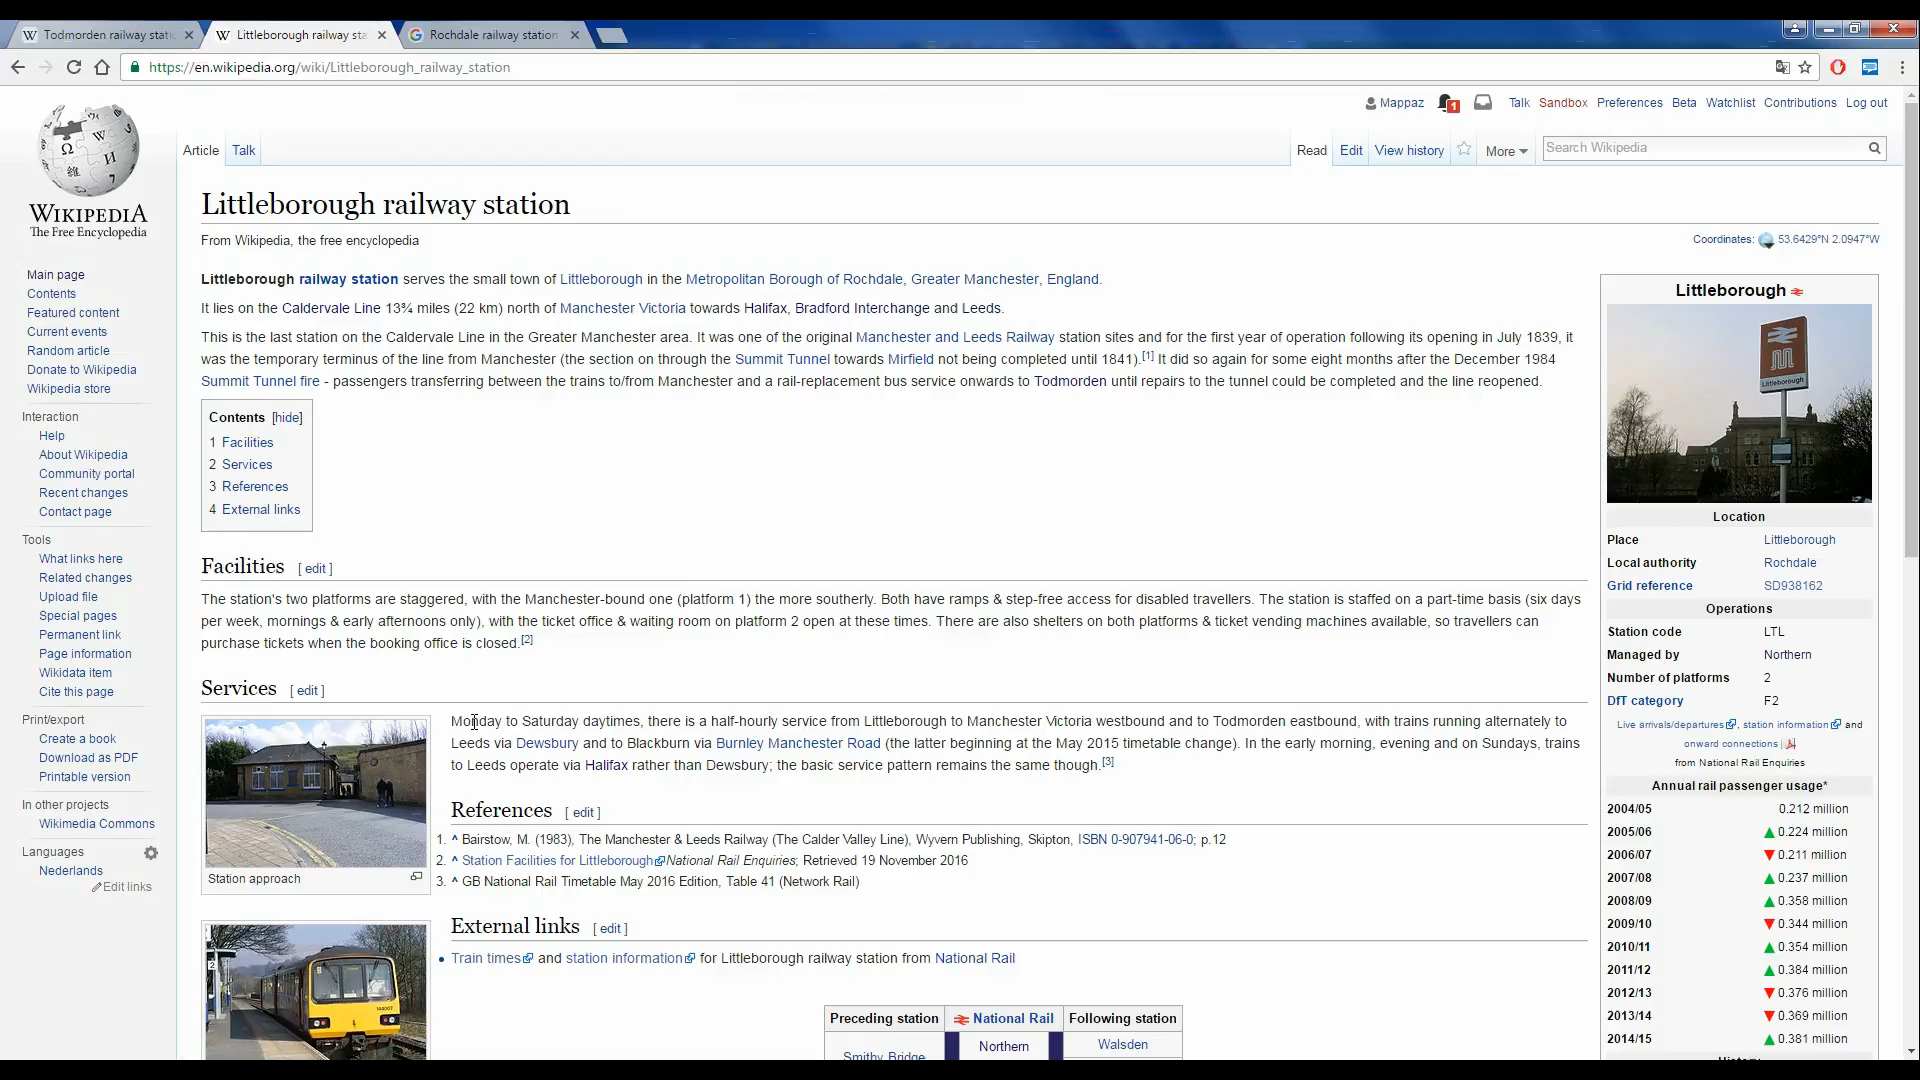 Todmorden railway stati
Littleborough railway sta
Rochdale railway station
https://en.wikipedia.org/wiki/Littleborough_railway_station
Mappaz 1 Talk Sandbox Preferences Beta Watchlist Contributions Log out
Article Talk Read Edit View history More Search Wikipedia
WIKIPEDIA
The Free Encyclopedia
Main page
Contents
Featured content
Current events
Random article
Donate to Wikipedia
Wikipedia store
Interaction
Help
About Wikipedia
Community portal
Recent changes
Contact page
Tools
What links here
Related changes
Upload file
Special pages
Permanent link
Page information
Wikidata item
Cite this page
Print/export
Create a book
Download as PDF
Printable version
In other projects
Wikimedia Commons
Languages
Nederlands
Edit links
Littleborough railway station
From Wikipedia, the free encyclopedia
Coordinates: 53.6429°N 2.0947°W
Littleborough railway station serves the small town of Littleborough in the Metropolitan Borough of Rochdale, Greater Manchester, England.
It lies on the Caldervale Line 13¾ miles (22 km) north of Manchester Victoria towards Halifax, Bradford Interchange and Leeds.
This is the last station on the Caldervale Line in the Greater Manchester area. It was one of the original Manchester and Leeds Railway station sites and for the first year of operation following its opening in July 1839, it
was the temporary terminus of the line from Manchester (the section on through the Summit Tunnel towards Mirfield not being completed until 1841).[1] It did so again for some eight months after the December 1984
Summit Tunnel fire - passengers transferring between the trains to/from Manchester and a rail-replacement bus service onwards to Todmorden until repairs to the tunnel could be completed and the line reopened.
Contents [hide]
1 Facilities
2 Services
3 References
4 External links
Facilities [ edit ]
The station's two platforms are staggered, with the Manchester-bound one (platform 1) the more southerly. Both have ramps & step-free access for disabled travellers. The station is staffed on a part-time basis (six days
per week, mornings & early afternoons only), with the ticket office & waiting room on platform 2 open at these times. There are also shelters on both platforms & ticket vending machines available, so travellers can
purchase tickets when the booking office is closed.[2]
Services [ edit ]
Station approach
Monday to Saturday daytimes, there is a half-hourly service from Littleborough to Manchester Victoria westbound and to Todmorden eastbound, with trains running alternately to
Leeds via Dewsbury and to Blackburn via Burnley Manchester Road (the latter beginning at the May 2015 timetable change). In the early morning, evening and on Sundays, trains
to Leeds operate via Halifax rather than Dewsbury; the basic service pattern remains the same though.[3]
References [ edit ]
1. ^ Bairstow, M. (1983), The Manchester & Leeds Railway (The Calder Valley Line), Wyvern Publishing, Skipton, ISBN 0-907941-06-0; p.12
2. ^ Station Facilities for Littleborough National Rail Enquiries; Retrieved 19 November 2016
3. ^ GB National Rail Timetable May 2016 Edition, Table 41 (Network Rail)
External links [ edit ]
Train times and station information for Littleborough railway station from National Rail
Preceding station National Rail Following station
Smithy Bridge Northern Walsden
Littleborough
Littleborough
Location
Place Littleborough
Local authority Rochdale
Grid reference SD938162
Operations
Station code LTL
Managed by Northern
Number of platforms 2
DfT category F2
Live arrivals/departures, station information and
onward connections
from National Rail Enquiries
Annual rail passenger usage*
2004/05 0.212 million
2005/06 ▲ 0.224 million
2006/07 ▼ 0.211 million
2007/08 ▲ 0.237 million
2008/09 ▲ 0.358 million
2009/10 ▼ 0.344 million
2010/11 ▲ 0.354 million
2011/12 ▲ 0.384 million
2012/13 ▼ 0.376 million
2013/14 ▼ 0.369 million
2014/15 ▲ 0.381 million